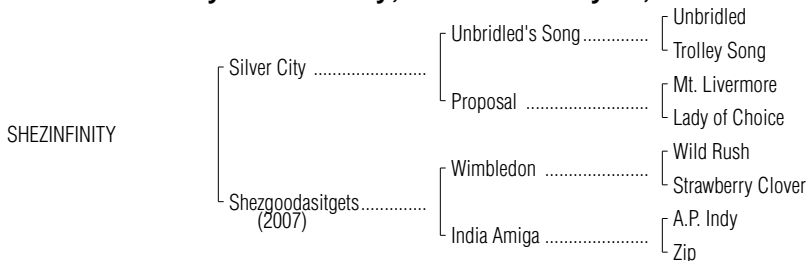 Unbridled
Unbridled's Song..............
Trolley Song
Silver City .......................
Mt. Livermore
Proposal .........................
Lady of Choice
SHEZINFINITY
Wild Rush
Wimbledon .....................
Strawberry Clover
Shezgoodasitgets..............
(2007)
A.P. Indy
India Amiga .....................
Zip